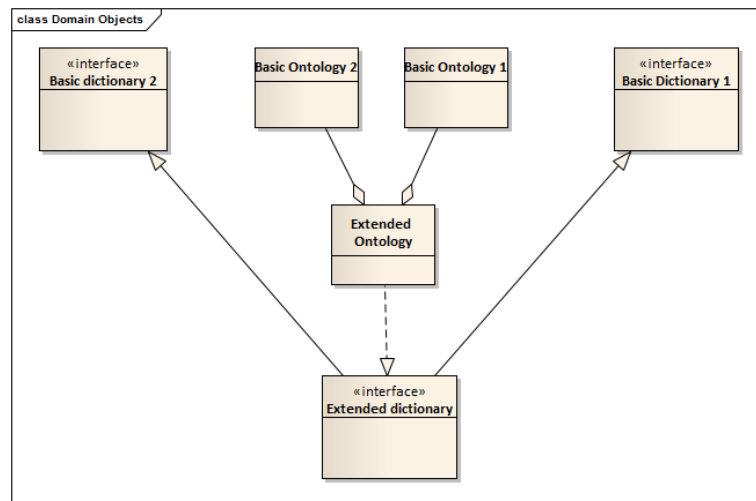 class Domain Objects
«interface»
Basic dictionary 2
Basic Ontology 2
Basic Ontology 1
«interface»
Basic Dictionary 1
Extended
Ontology
«interface»
Extended dictionary